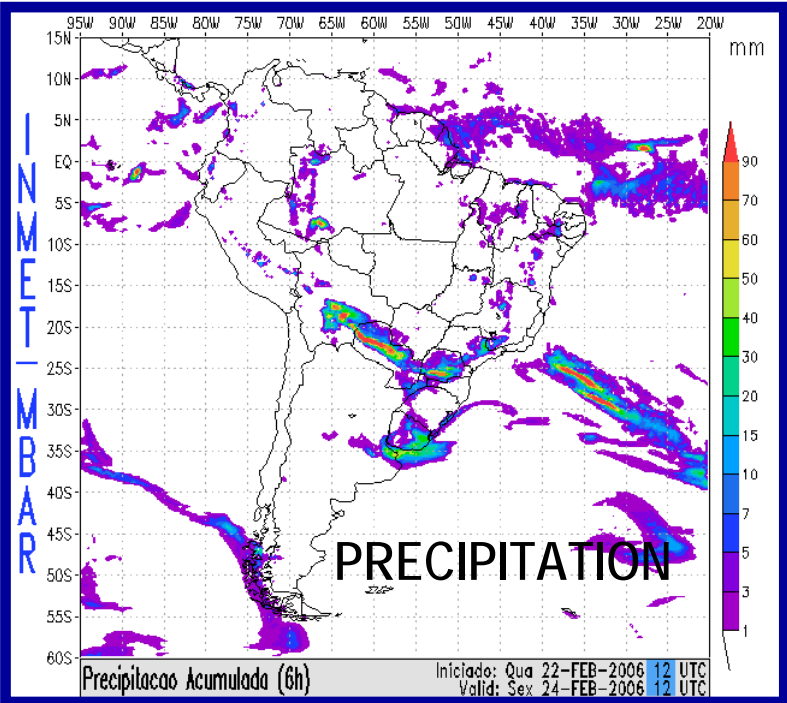 95W 90W 85W 80W 75W 70W 65W 60W 55W 50W 45W 40W 35W 30W 25W 20W
15N
mm
10N
5N
EQ
5S
10S
15S
20S
25S
30S
35S
40S
45S
50S
55S
60S
INMET-MBAR
90
70
60
50
40
30
20
15
10
7
5
3
1
PRECIPITATION
Precipitacao Acumulada (6h)
Iniciado: Qua 22-FEB-2006 12 UTC
Valid: Sex 24-FEB-2006 12 UTC